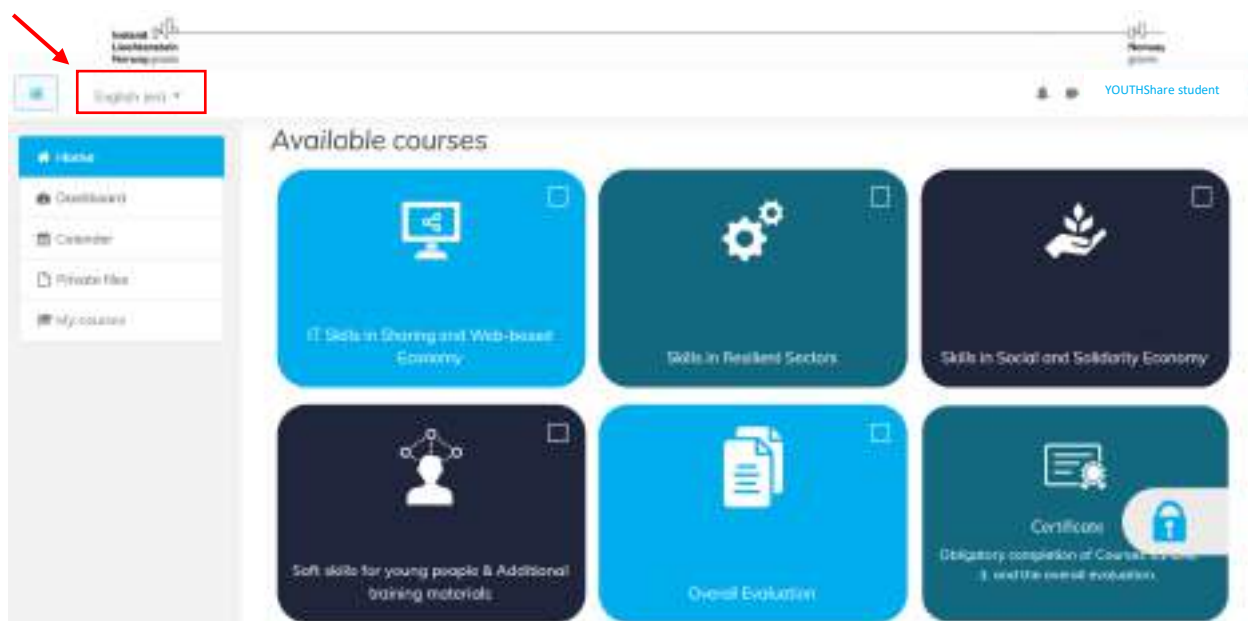 Iceland
Liechtenstein
Norway grants
Norway
grants
English (en)
YOUTHShare student
Available courses
Home
Dashboard
Calendar
Private files
My courses
IT Skills in Sharing and Web-based
Economy
Skills in Resilient Sectors
Skills in Social and Solidarity Economy
Soft skills for young people & Additional
training materials
Overall Evaluation
Certificate
Obligatory completion of Courses
3, and the overall evaluation.